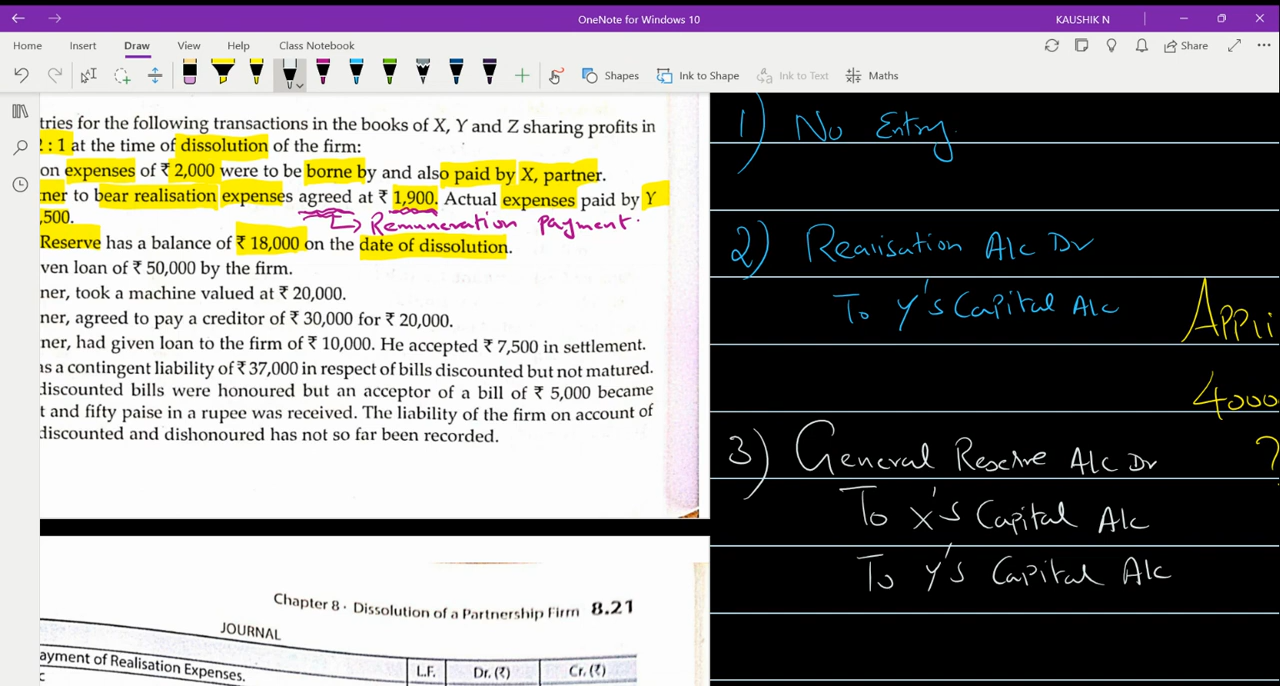 OneNote for Windows 10
KAUSHIK N
Home Insert Draw View Help Class Notebook
Share
Shapes Ink to Shape Ink to Text Maths
tries for the following transactions in the books of X, Y and Z sharing profits in
2 : 1 at the time of dissolution of the firm:
on expenses of ₹ 2,000 were to be borne by and also paid by X, partner.
ner to bear realisation expenses agreed at ₹ 1,900. Actual expenses paid by Y
,500.
Remuneration Payment.
Reserve has a balance of ₹ 18,000 on the date of dissolution.
ven loan of ₹ 50,000 by the firm.
ner, took a machine valued at ₹ 20,000.
ner, agreed to pay a creditor of ₹ 30,000 for ₹ 20,000.
ner, had given loan to the firm of ₹ 10,000. He accepted ₹ 7,500 in settlement.
as a contingent liability of ₹ 37,000 in respect of bills discounted but not matured.
discounted bills were honoured but an acceptor of a bill of ₹ 5,000 became
t and fifty paise in a rupee was received. The liability of the firm on account of
discounted and dishonoured has not so far been recorded.
Chapter 8 · Dissolution of a Partnership Firm 8.21
JOURNAL
ayment of Realisation Expenses.
L.F. Dr. (₹) Cr. (₹)
c
1) No Entry.
2) Realisation A/c Dr
To Y's Capital A/c
Appli
4000
3) General Reserve A/c Dr
To X's Capital A/c
To Y's Capital A/c